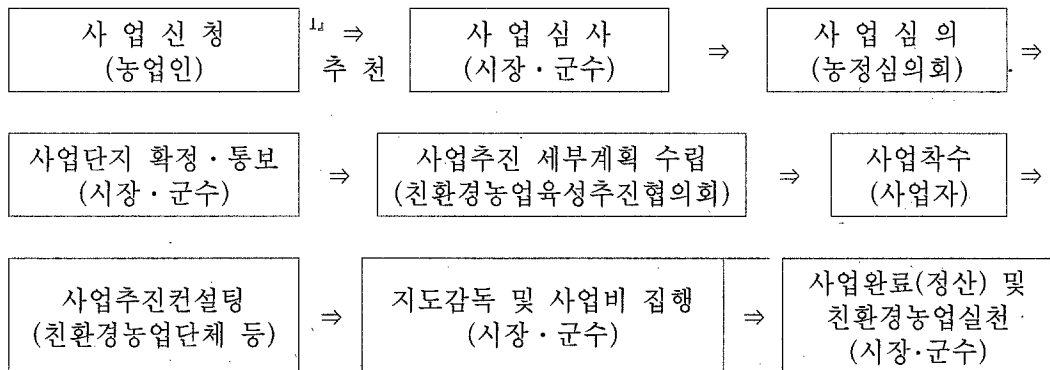 사 업 신 청
(농업인)
⇒
추 천
사 업 심 사
(시장·군수)
⇒
사 업 심 의
(농정심의회)
⇒
사업단지 확정·통보
(시장·군수)
⇒
사업추진 세부계획 수립
(친환경농업육성추진협의회)
⇒
사업착수
(사업자)
⇒
사업추진컨설팅
(친환경농업단체 등)
⇒
지도감독 및 사업비 집행
(시장·군수)
⇒
사업완료(정산) 및
친환경농업실천
(시장·군수)